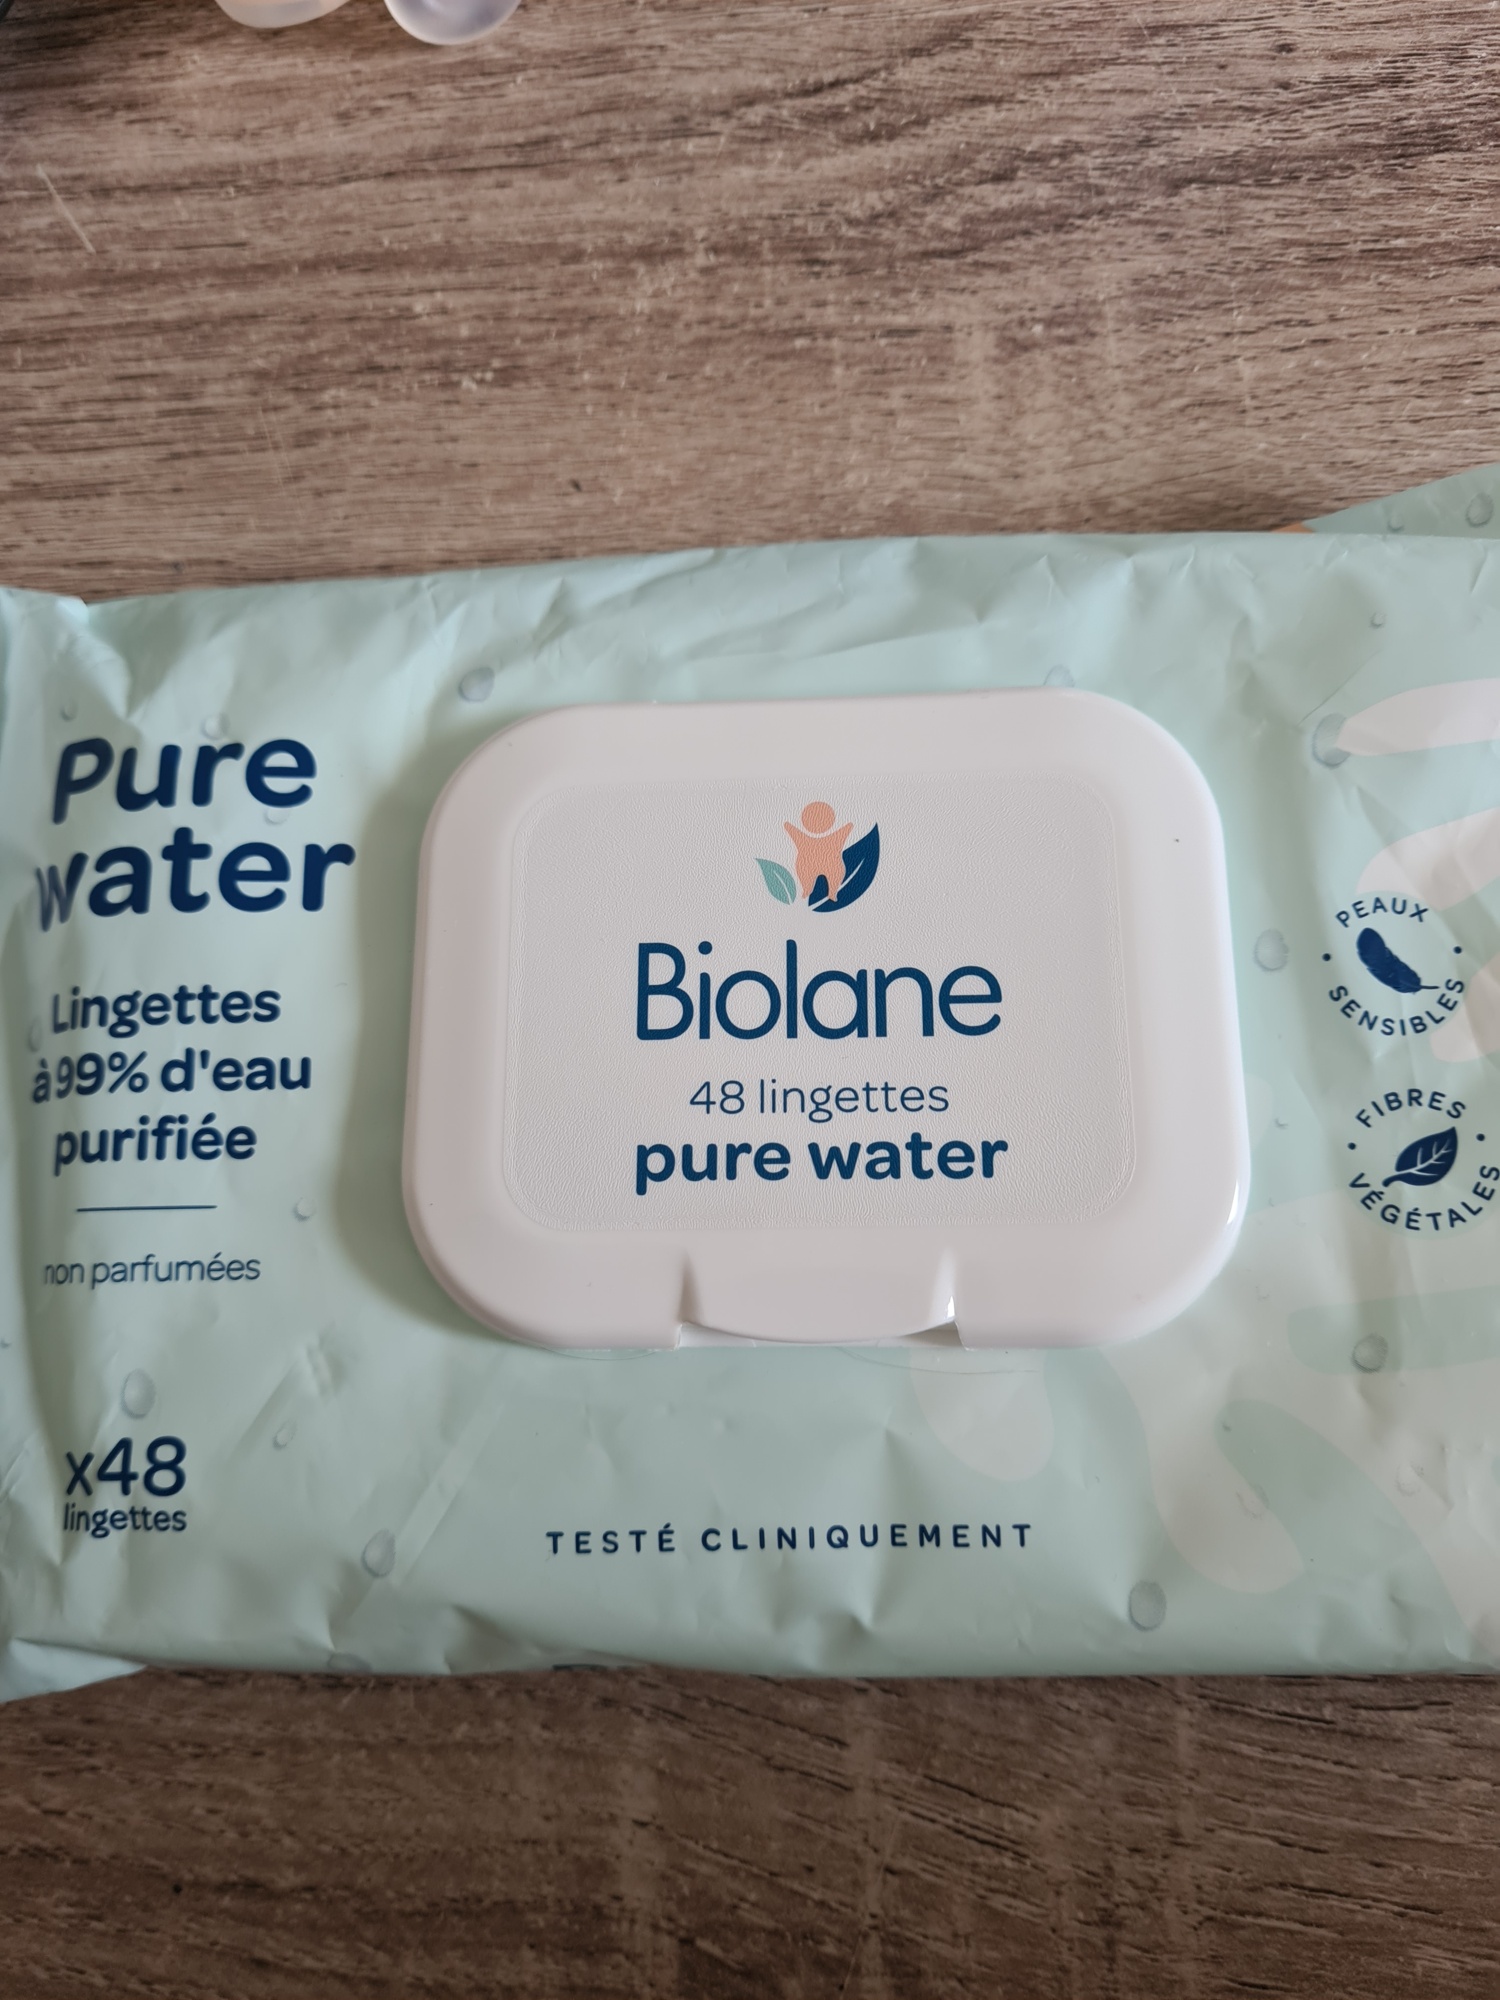 Pure
water
Lingettes
à 99% d'eau
purifiée
non parfumées
x48
lingettes
Biolane
48 lingettes
pure water
PEAUX
SENSIBLES
FIBRES
VÉGÉTALES
TESTÉ CLINIQUEMENT